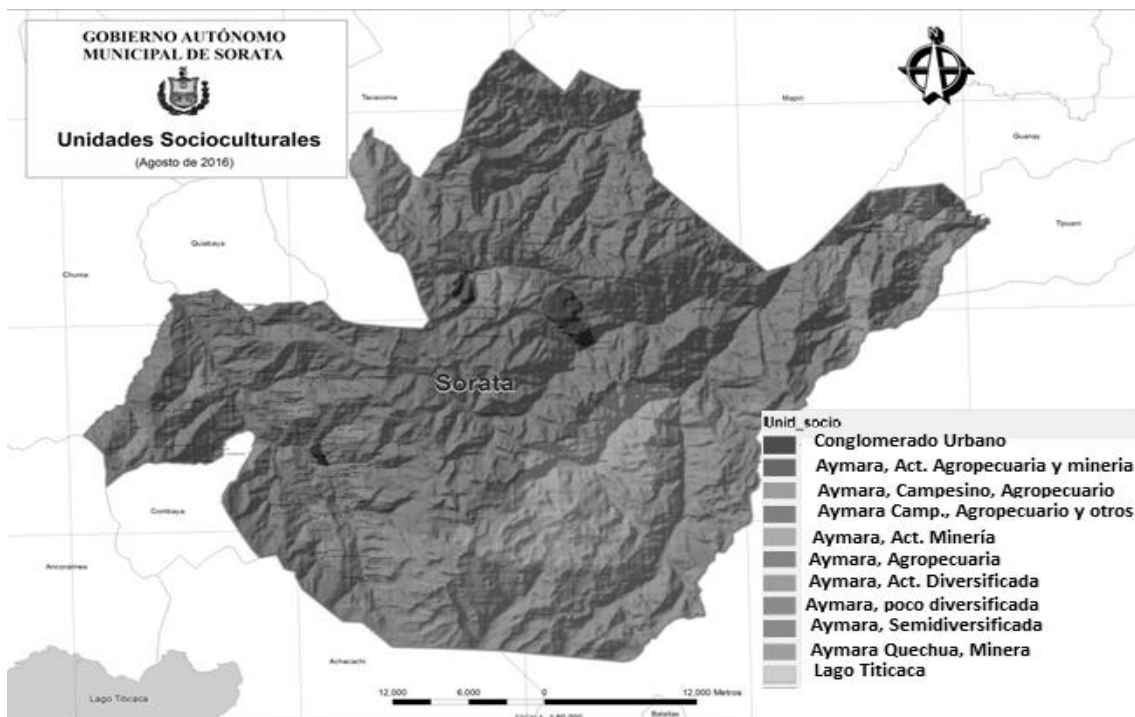 GOBIERNO AUTÓNOMO
MUNICIPAL DE SORATA
Unidades Socioculturales
(Agosto de 2016)
N
Tacacoma
Mapiri
Guanay
Tipuani
Quiabaya
Chuma
Sorata
Combaya
Ancoraimes
Achacachi
Lago Titicaca
Unid_socio
Conglomerado Urbano
Aymara, Act. Agropecuaria y mineria
Aymara, Campesino, Agropecuario
Aymara Camp., Agropecuario y otros
Aymara, Act. Minería
Aymara, Agropecuaria
Aymara, Act. Diversificada
Aymara, poco diversificada
Aymara, Semidiversificada
Aymara Quechua, Minera
Lago Titicaca
12,000 6,000 0 12,000 Metros
Batallas